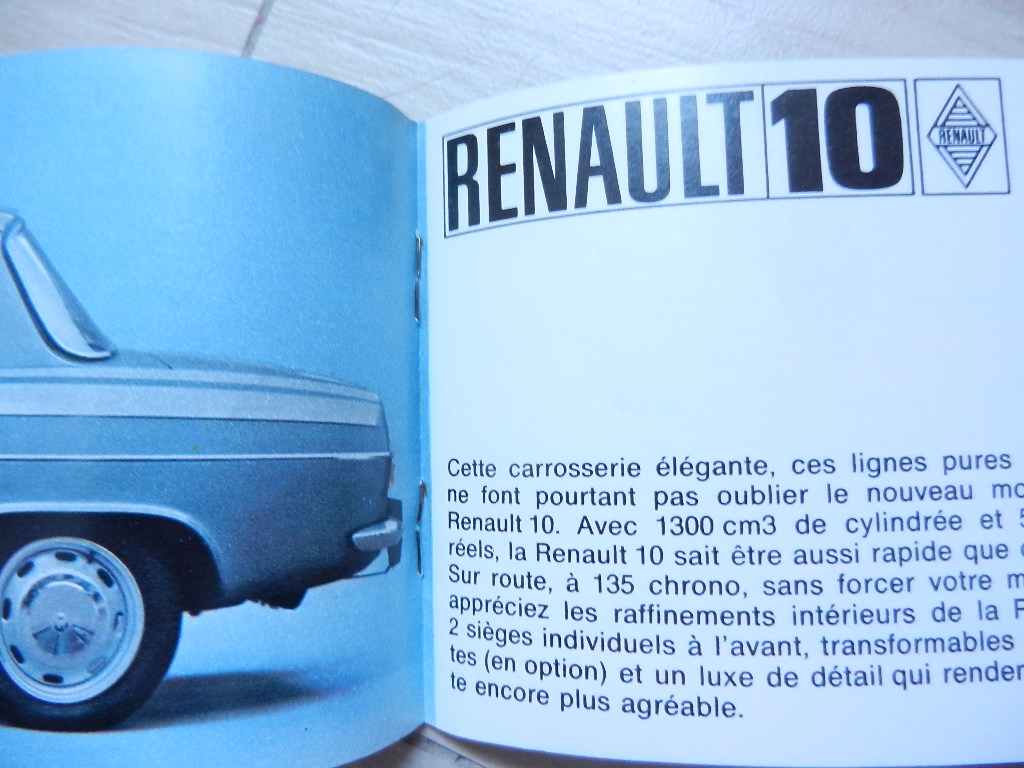 RENAULT 10
RENAULT
Cette carrosserie élégante, ces lignes pures
ne font pourtant pas oublier le nouveau
Renault 10. Avec 1300 cm3 de cylindrée et
réels, la Renault 10 sait être aussi rapide que
Sur route, à 135 chrono, sans forcer votre
appréciez les raffinements intérieurs de la
2 sièges individuels à l'avant, transformables
tes (en option) et un luxe de détail qui
te encore plus agréable.